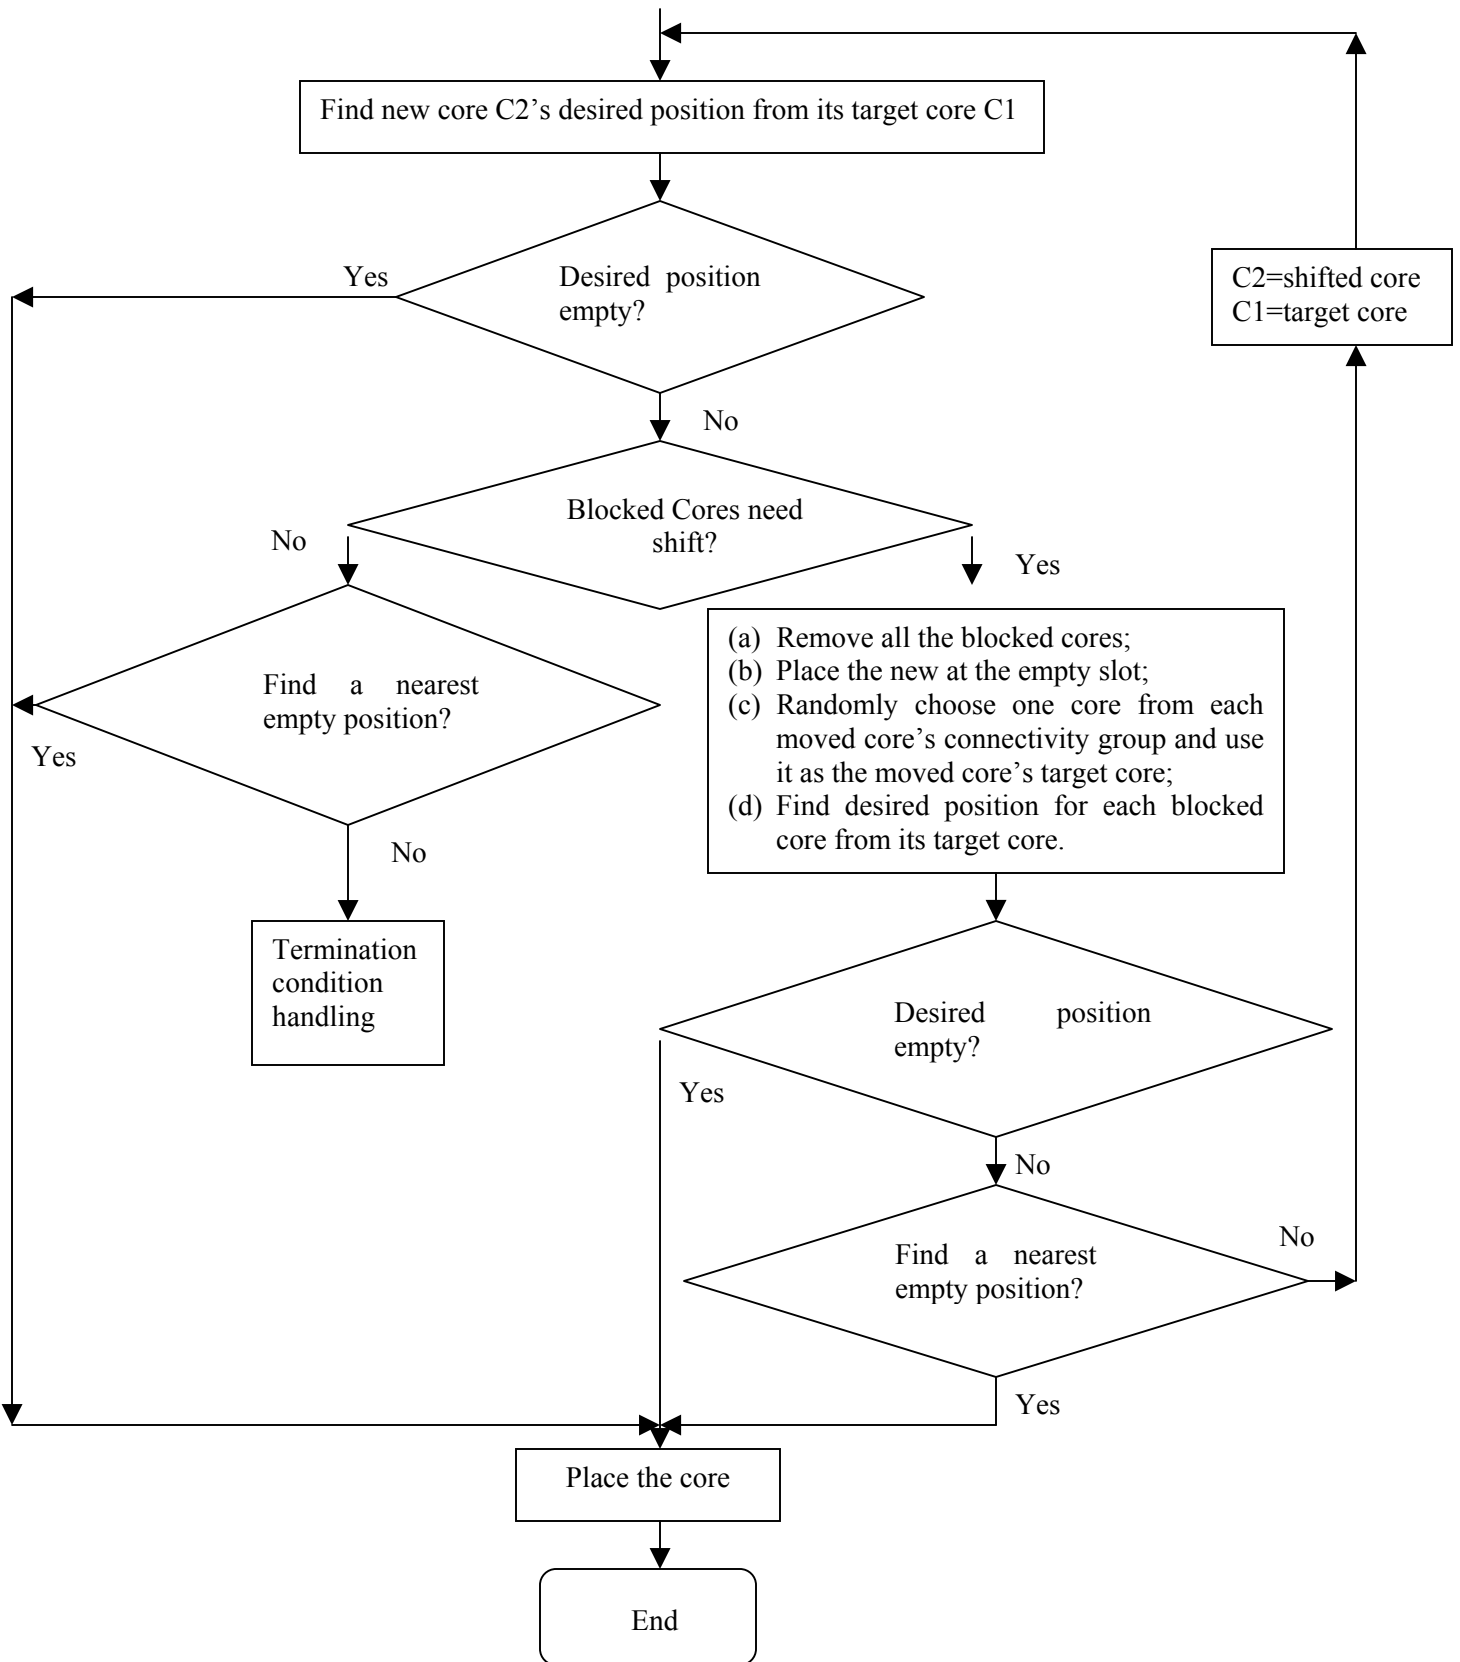 Find new core C2’s desired position from its target core C1
Yes
Desired position
empty?
C2=shifted core
C1=target core
No
Blocked Cores need
shift?
No
Yes
Find a nearest
empty position?
Yes
No
(a) Remove all the blocked cores;
(b) Place the new at the empty slot;
(c) Randomly choose one core from each
moved core’s connectivity group and use
it as the moved core’s target core;
(d) Find desired position for each blocked
core from its target core.
Termination
condition
handling
Desired position
empty?
Yes
No
Find a nearest
empty position?
No
Yes
Place the core
End